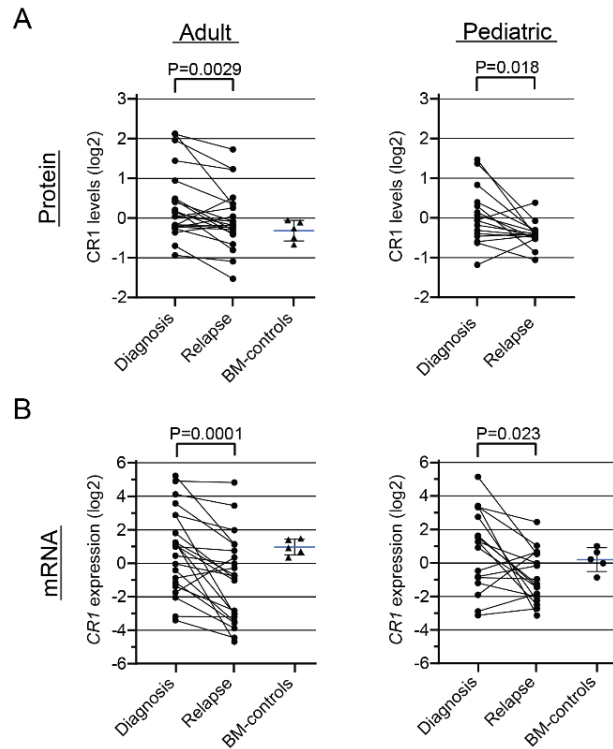 A
Adult
Pediatric
P=0.0029
P=0.018
Protein
CR1 levels (log2)
3
2
1
0
-1
-2
Diagnosis
Relapse
BM-controls
CR1 levels (log2)
3
2
1
0
-1
-2
Diagnosis
Relapse
B
P=0.0001
P=0.023
mRNA
CR1 expression (log2)
6
4
2
0
-2
-4
-6
Diagnosis
Relapse
BM-controls
CR1 expression (log2)
6
4
2
0
-2
-4
-6
Diagnosis
Relapse
BM-controls